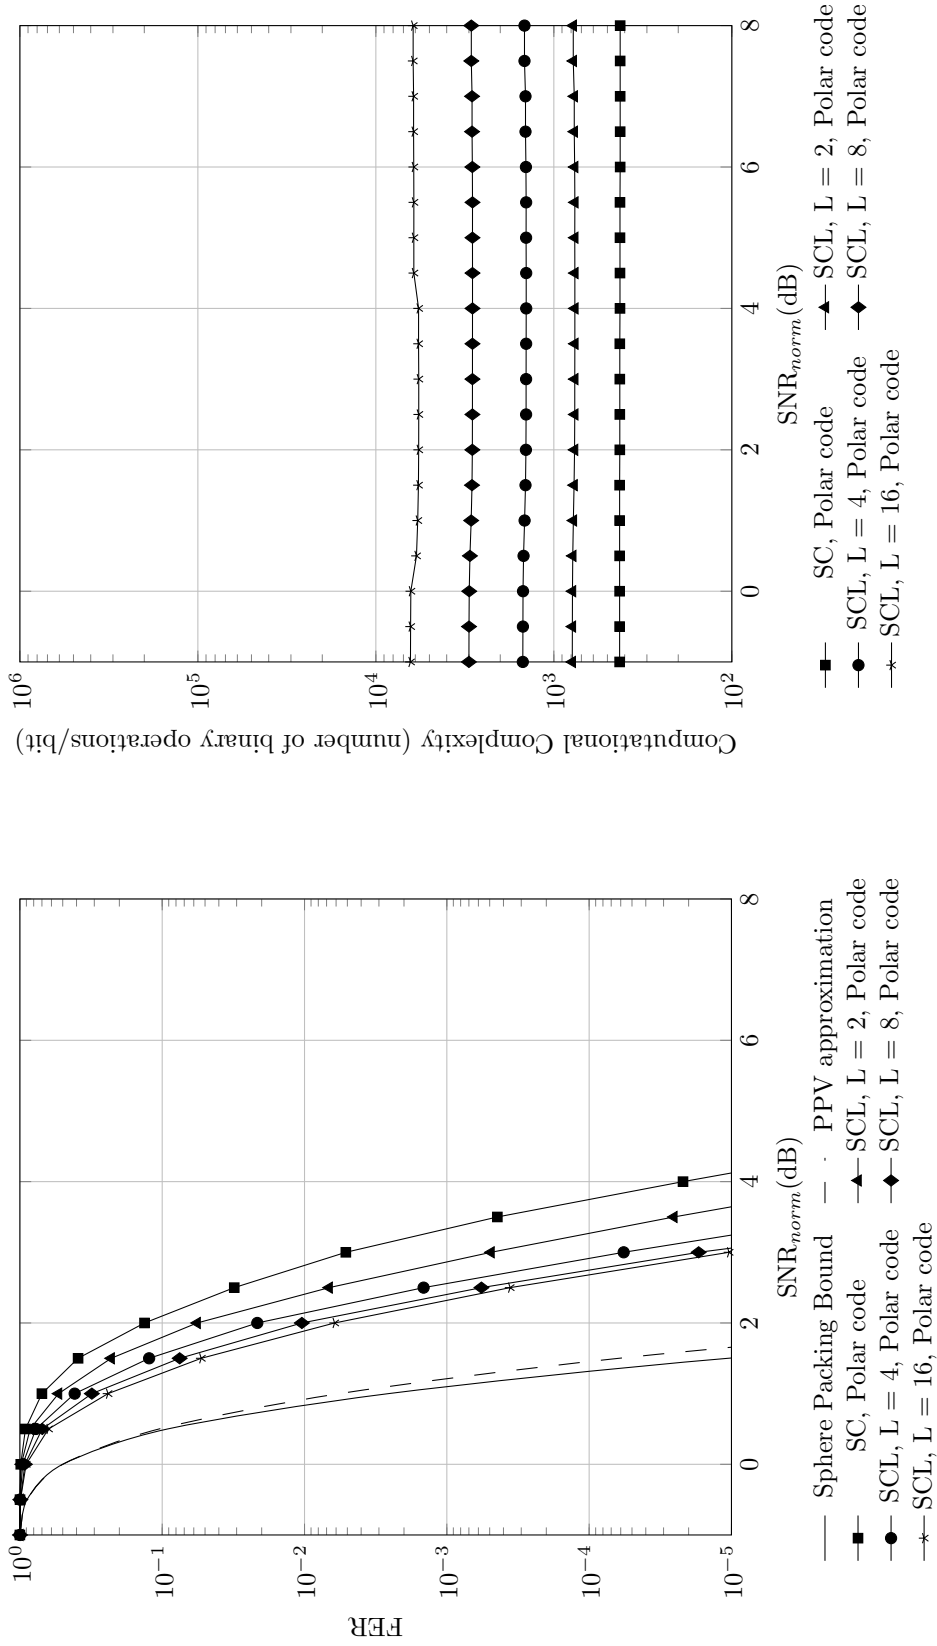 10^0
10^-1
10^-2
10^-3
10^-4
10^-5
FER
0
2
4
6
8
SNR_norm(dB)
Sphere Packing Bound
PPV approximation
SC, Polar code
SCL, L = 2, Polar code
SCL, L = 4, Polar code
SCL, L = 8, Polar code
SCL, L = 16, Polar code
10^6
10^5
10^4
10^3
10^2
Computational Complexity (number of binary operations/bit)
0
2
4
6
8
SNR_norm(dB)
SC, Polar code
SCL, L = 2, Polar code
SCL, L = 4, Polar code
SCL, L = 8, Polar code
SCL, L = 16, Polar code